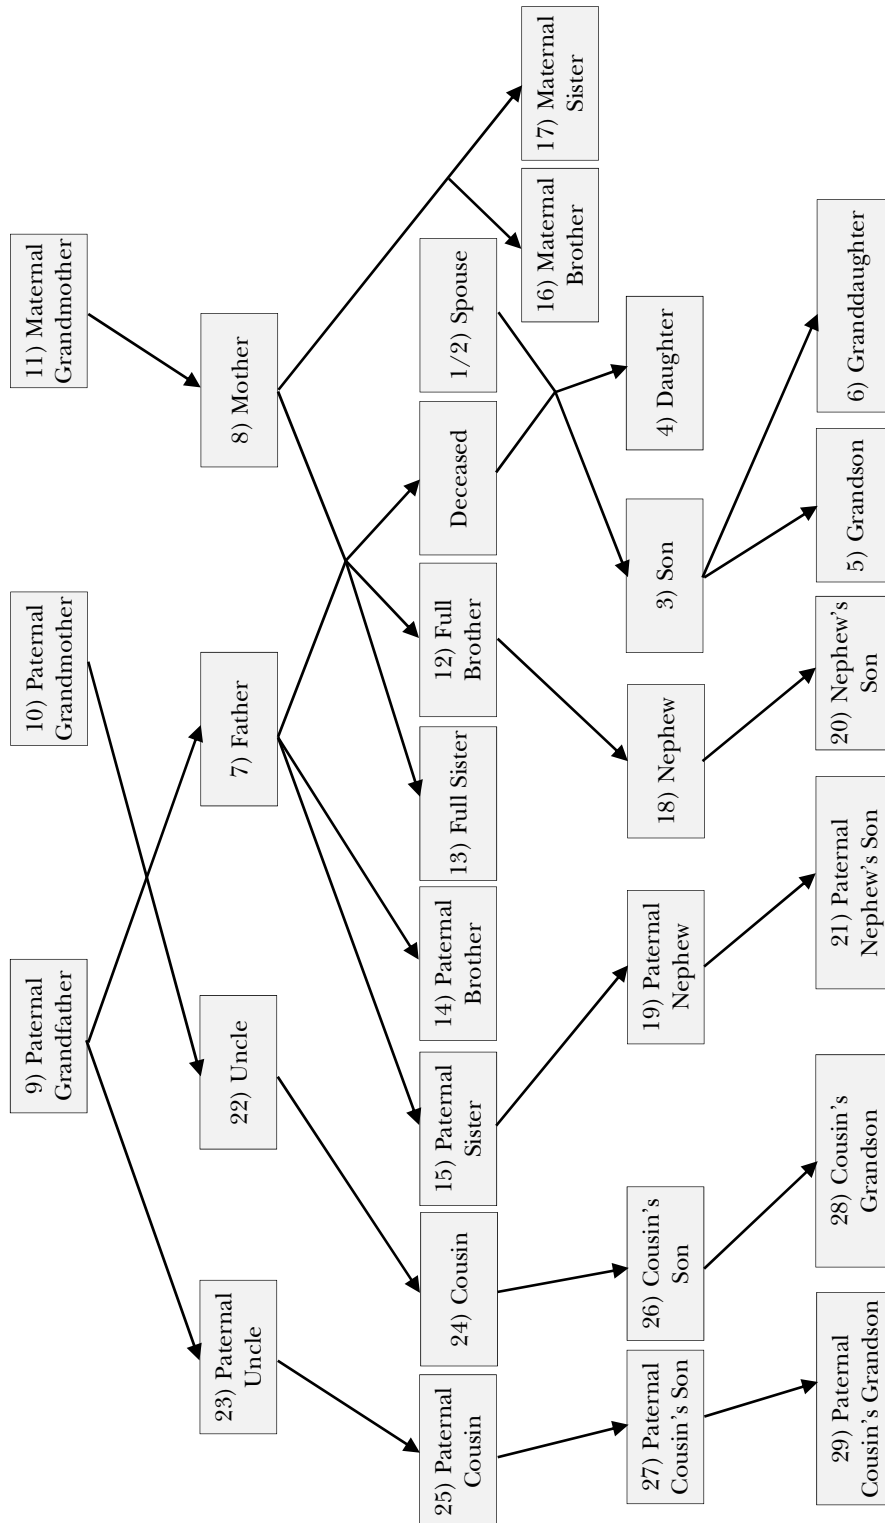 9) Paternal
Grandfather
10) Paternal
Grandmother
11) Maternal
Grandmother
23) Paternal
Uncle
22) Uncle
7) Father
8) Mother
25) Paternal
Cousin
24) Cousin
15) Paternal
Sister
14) Paternal
Brother
13) Full Sister
12) Full
Brother
Deceased
1/2) Spouse
16) Maternal
Brother
17) Maternal
Sister
27) Paternal
Cousin's Son
26) Cousin's
Son
19) Paternal
Nephew
18) Nephew
3) Son
4) Daughter
29) Paternal
Cousin's Grandson
28) Cousin's
Grandson
21) Paternal
Nephew's Son
20) Nephew's
Son
5) Grandson
6) Granddaughter